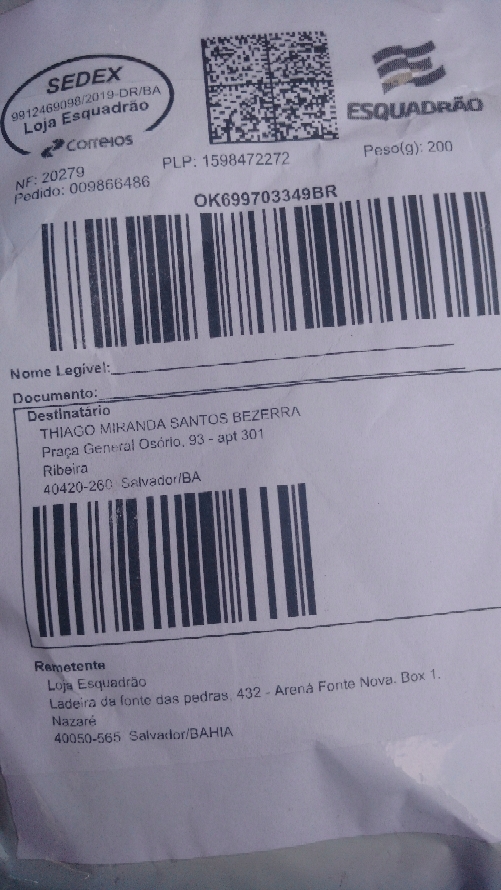 SEDEX
9912469098/2019-DR/BA
Loja Esquadrão
Correios
ESQUADRÃO
NF: 20279
PLP: 1598472272
Peso(g): 200
Pedido: 009866486
OK699703349BR
Nome Legível:
Documento:
Destinatário
THIAGO MIRANDA SANTOS BEZERRA
Praça General Osório, 93 - apt 301
Ribeira
40420-260 Salvador/BA
Remetente
Loja Esquadrão
Ladeira da fonte das pedras, 432 - Arena Fonte Nova. Box 1.
Nazaré
40050-565 Salvador/BAHIA